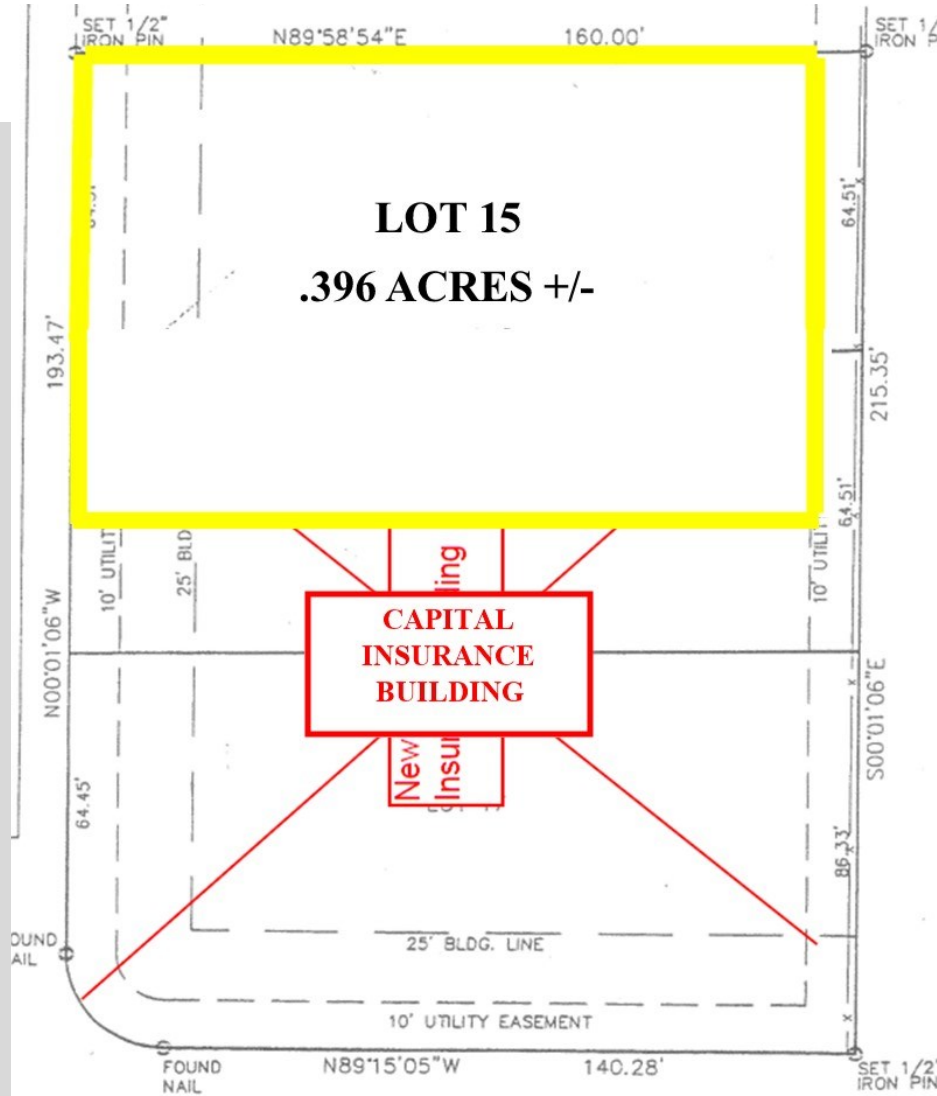 SET 1/2"
IRON PIN
N89°58'54"E
160.00'
SET 1/
IRON P
64.51'
LOT 15
.396 ACRES +/-
193.47'
215.35'
64.51'
10' UTILIT
25' BLD
ling
10' UTILIT
CAPITAL
INSURANCE
BUILDING
N00°01'06"W
S00°01'06"E
New
Insur
64.45'
86.33'
OUND
AIL
25' BLDG. LINE
10' UTILITY EASEMENT
FOUND
NAIL
N89°15'05"W
140.28'
SET 1/2"
IRON PIN